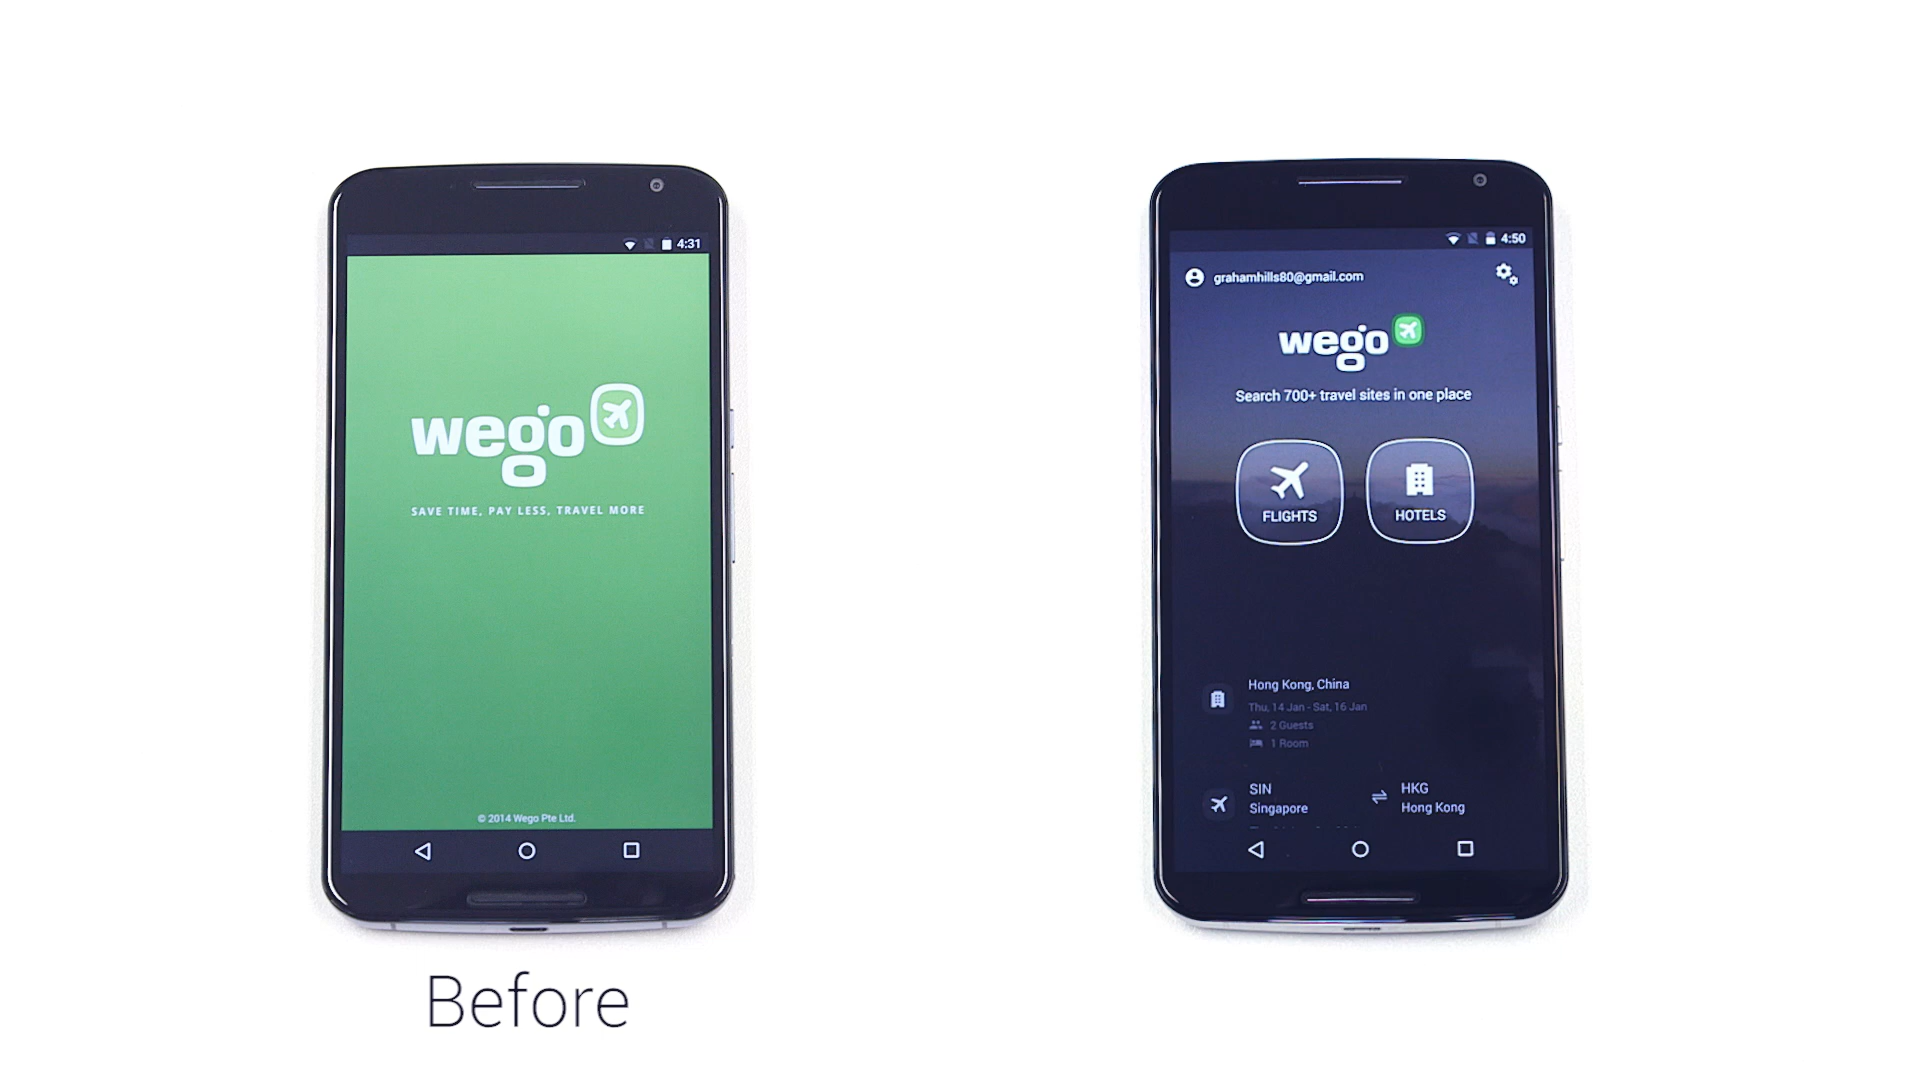 4:31
wego
SAVE TIME, PAY LESS, TRAVEL MORE
© 2014 Wego Pte Ltd.
Before
4:50
grahamhills80@gmail.com
wego
Search 700+ travel sites in one place
FLIGHTS
HOTELS
Hong Kong, China
Thu, 14 Jan - Sat, 16 Jan
2 Guests
1 Room
SIN
HKG
Singapore
Hong Kong